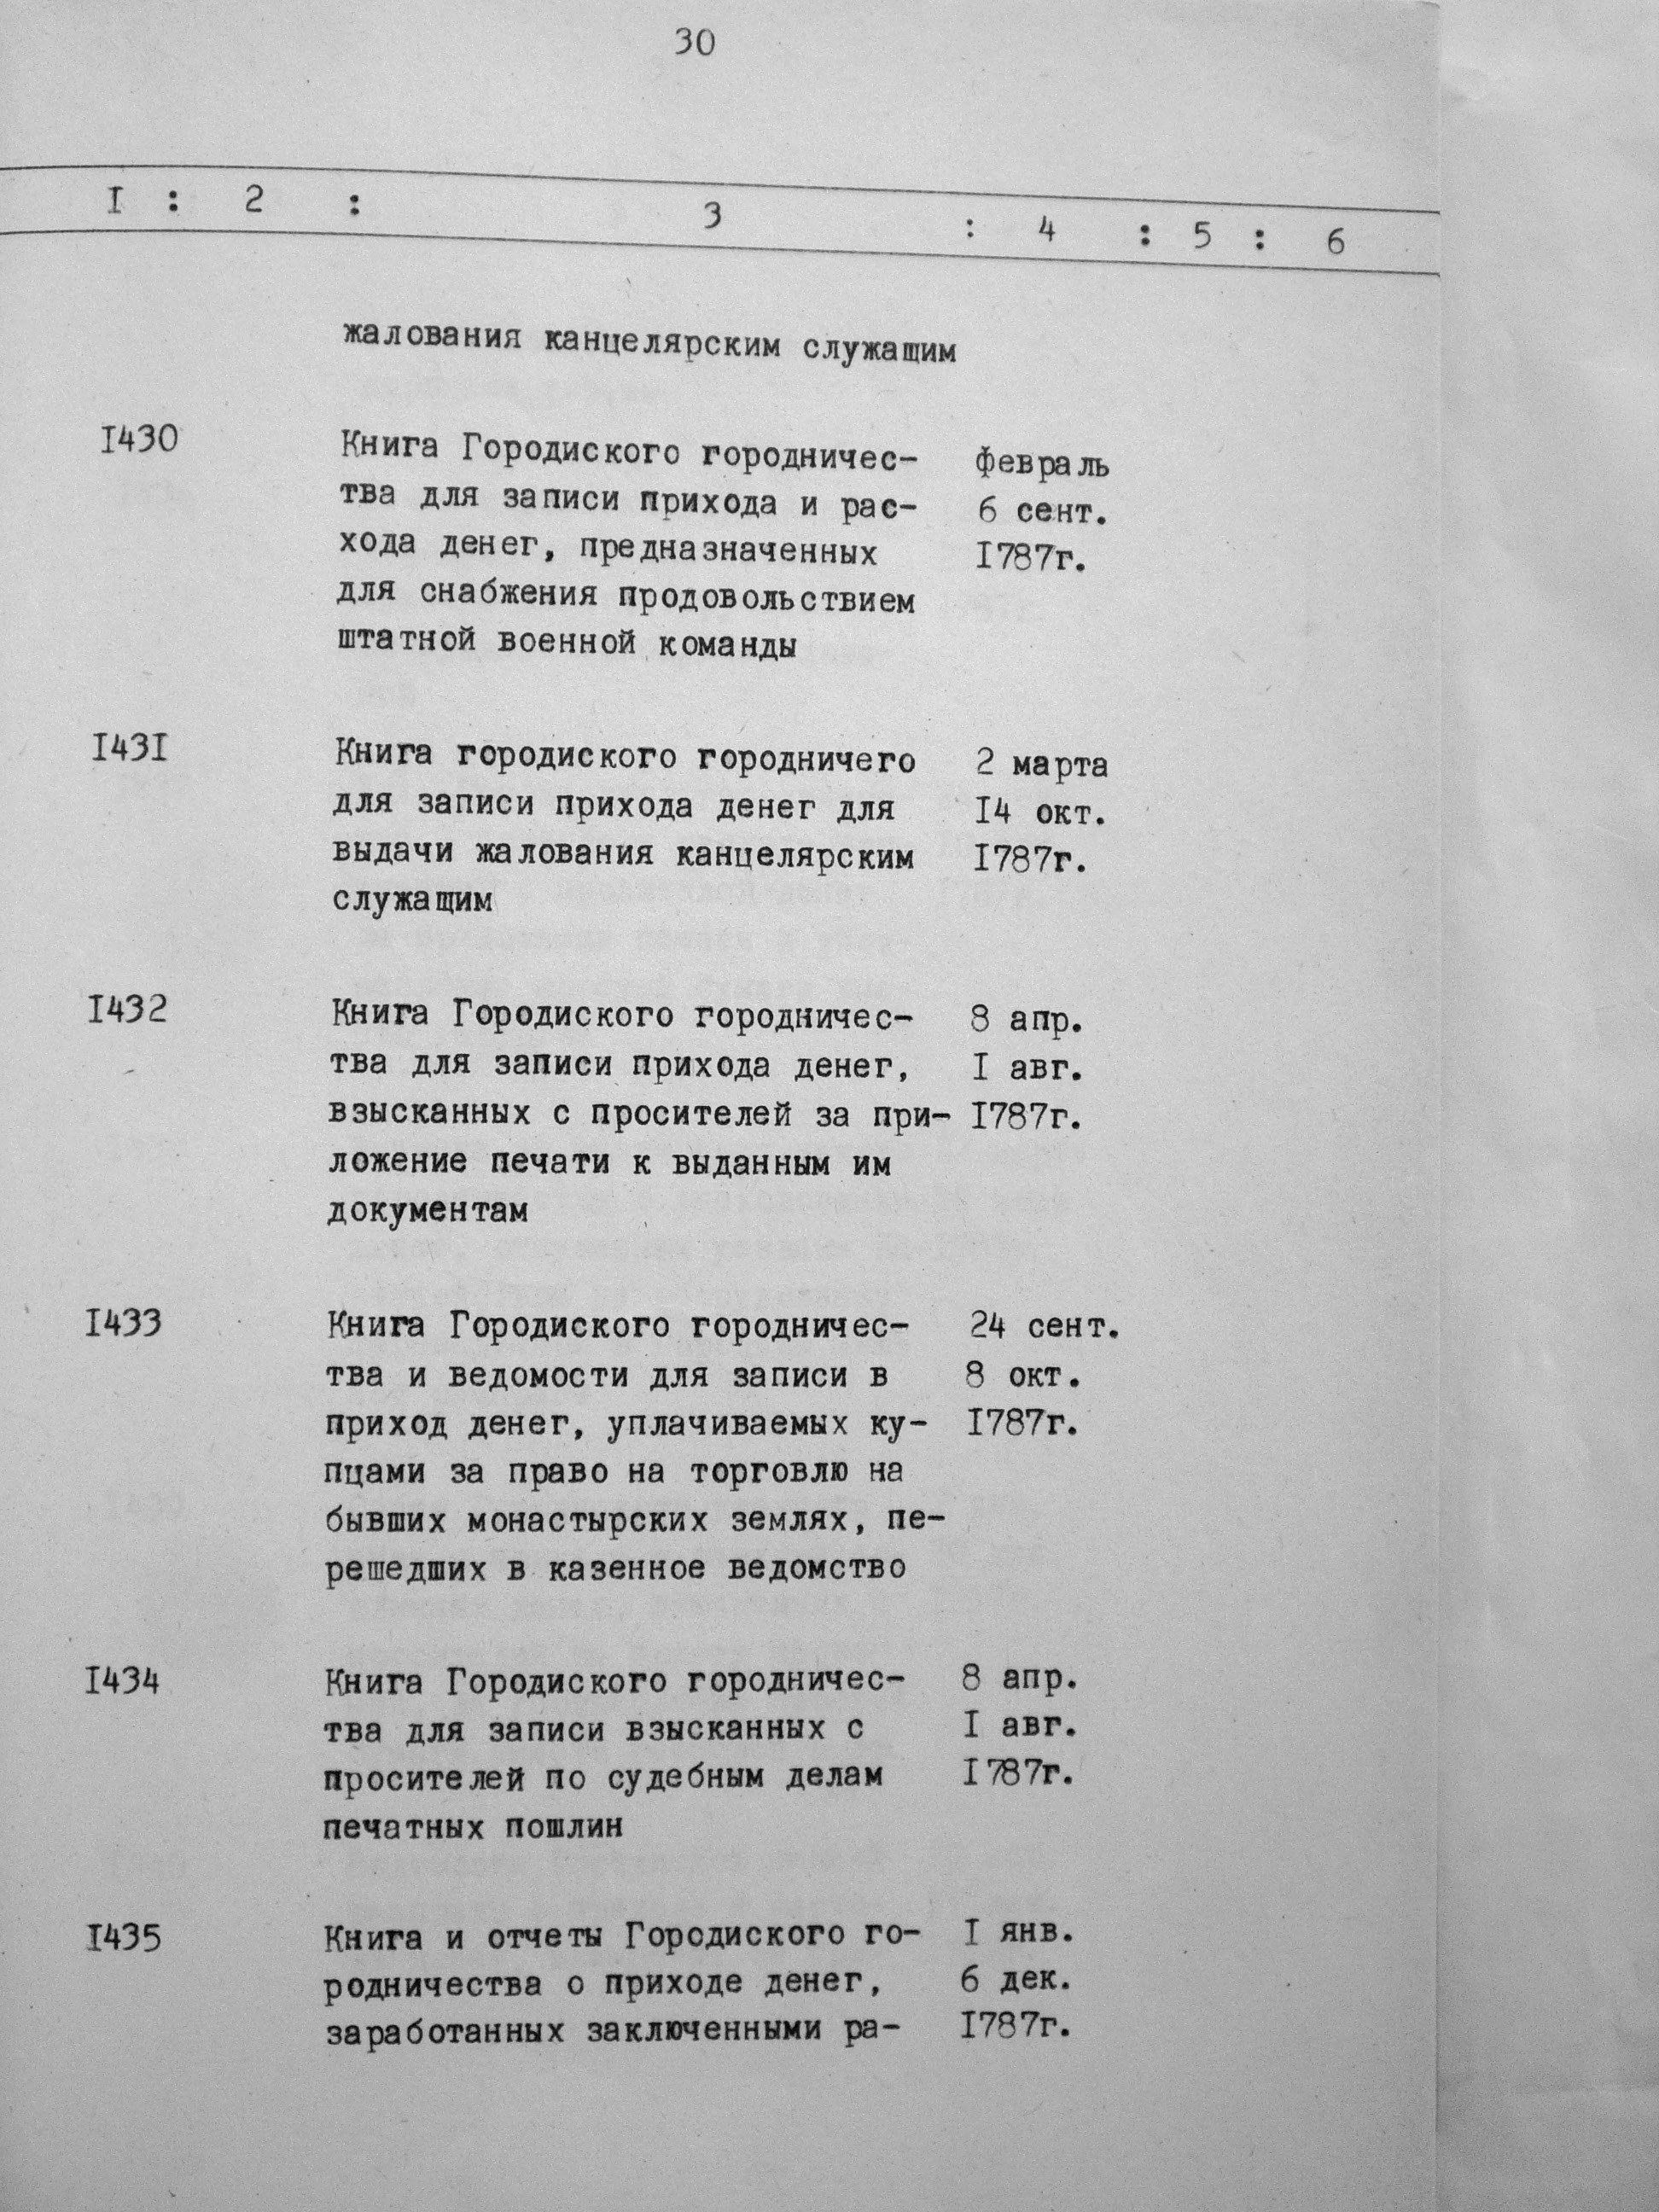 30
I : 2 : 3 : 4 : 5 : 6
жалования канцелярским служащим
I430 Книга Городиского городничес- февраль
тва для записи прихода и рас- 6 сент.
хода денег, предназначенных I787г.
для снабжения продовольствием
штатной военной команды
I43I Книга городиского городничего 2 марта
для записи прихода денег для I4 окт.
выдачи жалования канцелярским I787г.
служащим
I432 Книга Городиского городничес- 8 апр.
тва для записи прихода денег, I авг.
взысканных с просителей за при- I787г.
ложение печати к выданным им
документам
I433 Книга Городиского городничес- 24 сент.
тва и ведомости для записи в 8 окт.
приход денег, уплачиваемых ку- I787г.
пцами за право на торговлю на
бывших монастырских землях, пе-
решедших в казенное ведомство
I434 Книга Городиского городничес- 8 апр.
тва для записи взысканных с I авг.
просителей по судебным делам I787г.
печатных пошлин
I435 Книга и отчеты Городиского го- I янв.
родничества о приходе денег, 6 дек.
заработанных заключенными ра- I787г.